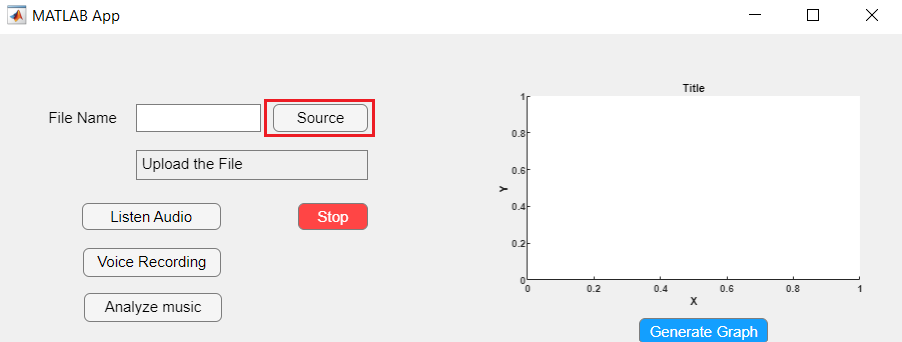 MATLAB App
File Name
Source
Upload the File
Listen Audio
Stop
Voice Recording
Analyze music
Title
1
0.8
0.6
0.4
0.2
0
Y
0
0.2
0.4
0.6
0.8
1
X
Generate Graph